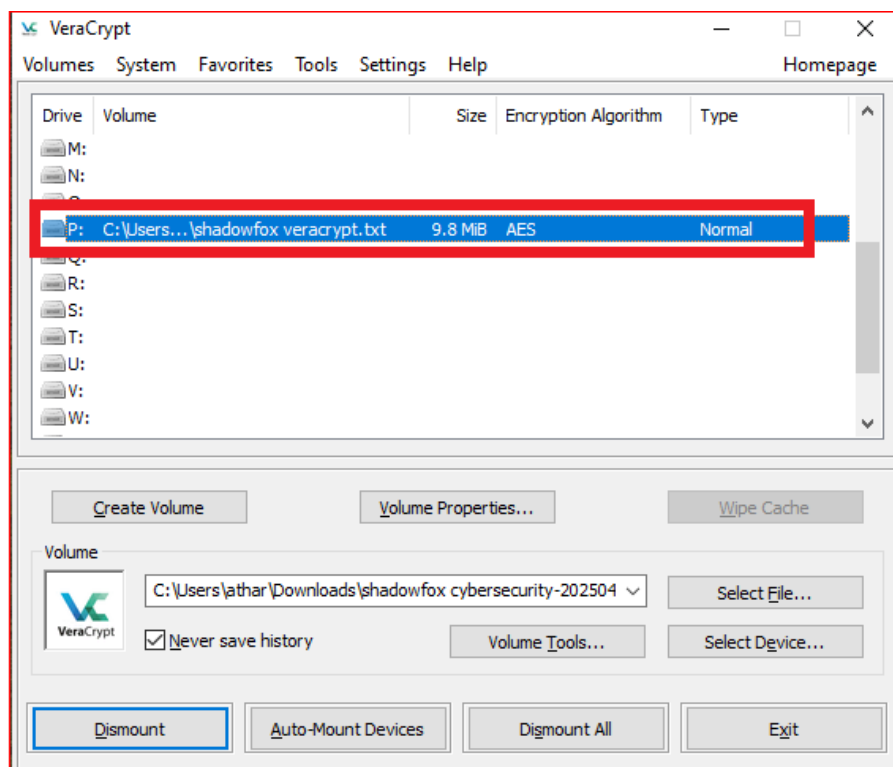 VeraCrypt
Volumes System Favorites Tools Settings Help Homepage
Drive Volume Size Encryption Algorithm Type
M:
N:
P: C:\Users...\shadowfox veracrypt.txt 9.8 MiB AES Normal
Q:
R:
S:
T:
U:
V:
W:
Create Volume Volume Properties... Wipe Cache
Volume
C:\Users\athar\Downloads\shadowfox cybersecurity-202504 Select File...
VeraCrypt
Never save history Volume Tools... Select Device...
Dismount Auto-Mount Devices Dismount All Exit